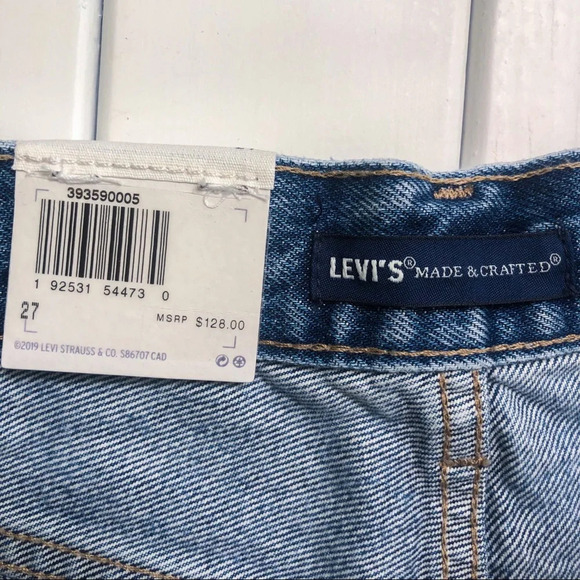 393590005
1 92531 54473 0
27
MSRP $128.00
©2019 LEVI STRAUSS & CO. S86707 CAD
LEVI'S® MADE & CRAFTED®